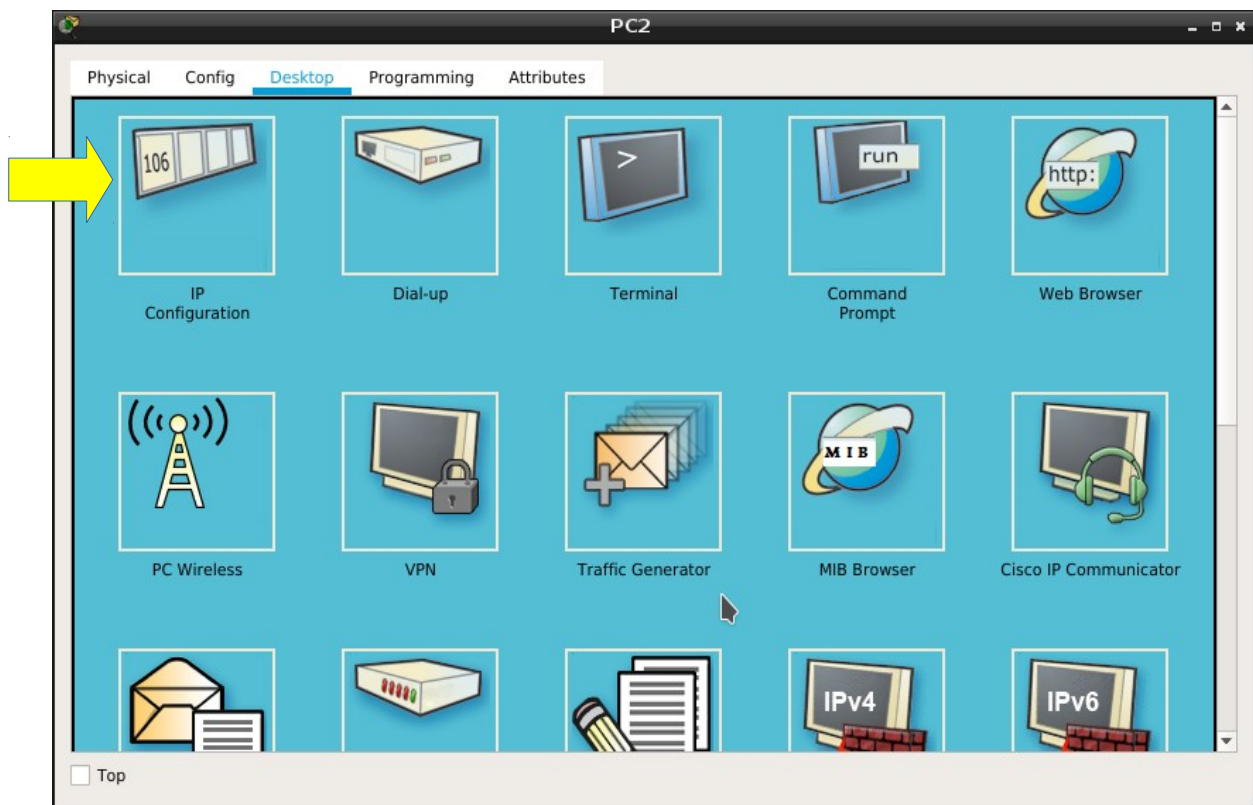 PC2
Physical Config Desktop Programming Attributes
106
run
http:
>
IP
Configuration
Dial-up
Terminal
Command
Prompt
Web Browser
MIB
PC Wireless
VPN
Traffic Generator
MIB Browser
Cisco IP Communicator
IPv4
IPv6
Top